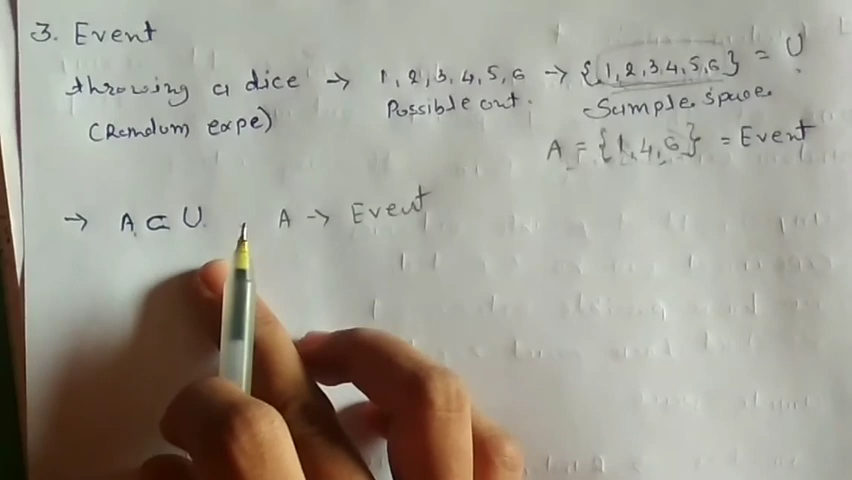 3. Event
throwing a dice → 1, 2, 3, 4, 5, 6 → {1, 2, 3, 4, 5, 6} = U
(Random expe) Possible out. Sample space
A = {1, 4, 6} = Event
→ A ⊂ U. A → Event